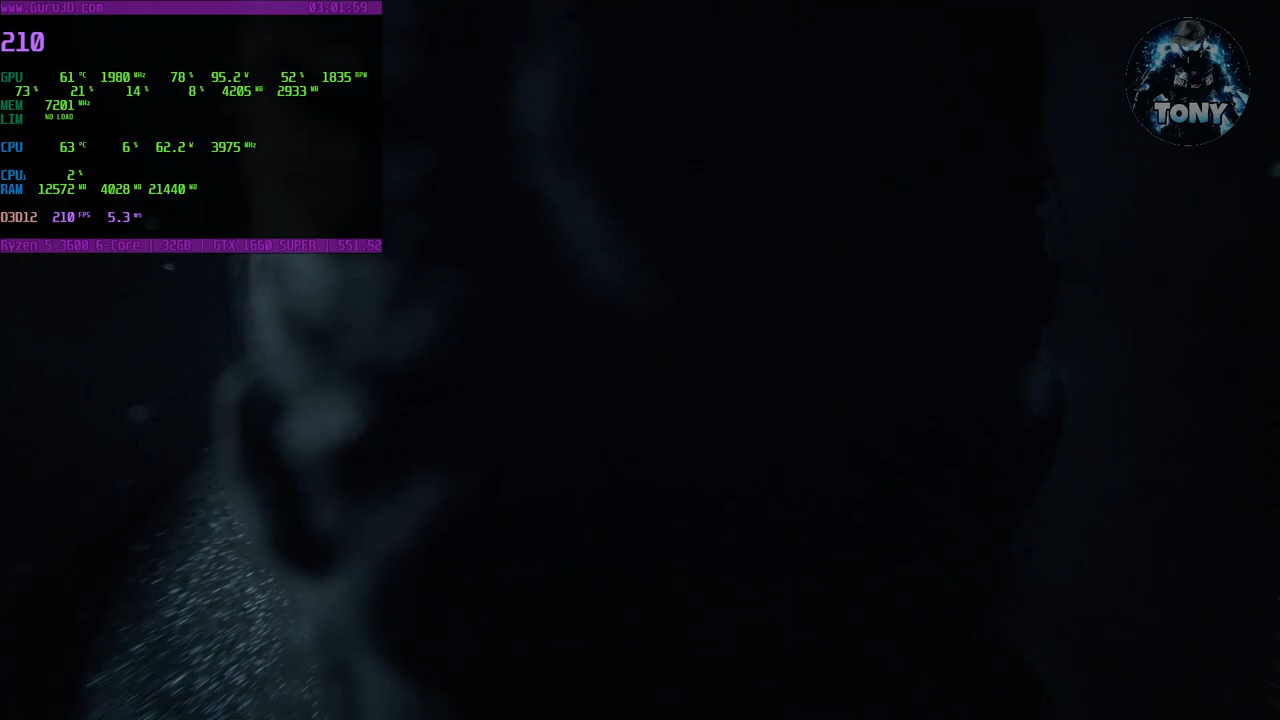 www.Guru3D.com 03:01:59
210
GPU 61 °C 1980 MHz 78 % 95.2 W 52 % 1835 RPM
73 % 21 % 14 % 8 % 4205 MB 2933 MB
MEM 7201 MHz
LIM NO LOAD
CPU 63 °C 6 % 62.2 W 3975 MHz
CPU1 2 %
RAM 12572 MB 4028 MB 21440 MB
D3D12 210 FPS 5.3 ms
Ryzen 5 3600 6-Core | 32GB | GTX 1660 SUPER | 551.52
TONY